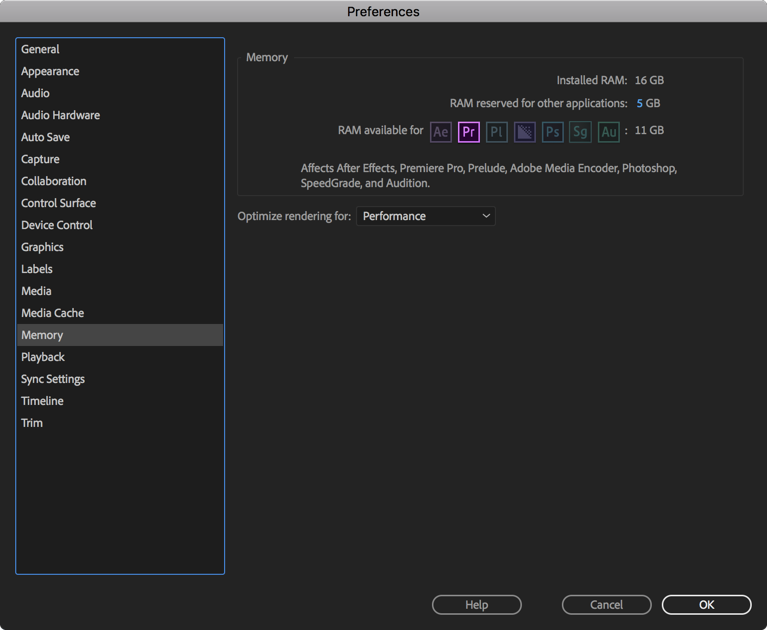 Preferences
General
Appearance
Audio
Audio Hardware
Auto Save
Capture
Collaboration
Control Surface
Device Control
Graphics
Labels
Media
Media Cache
Memory
Playback
Sync Settings
Timeline
Trim
Memory
Installed RAM: 16 GB
RAM reserved for other applications: 5 GB
RAM available for Ae Pr Pl Ps Sg Au : 11 GB
Affects After Effects, Premiere Pro, Prelude, Adobe Media Encoder, Photoshop,
SpeedGrade, and Audition.
Optimize rendering for: Performance
Help Cancel OK